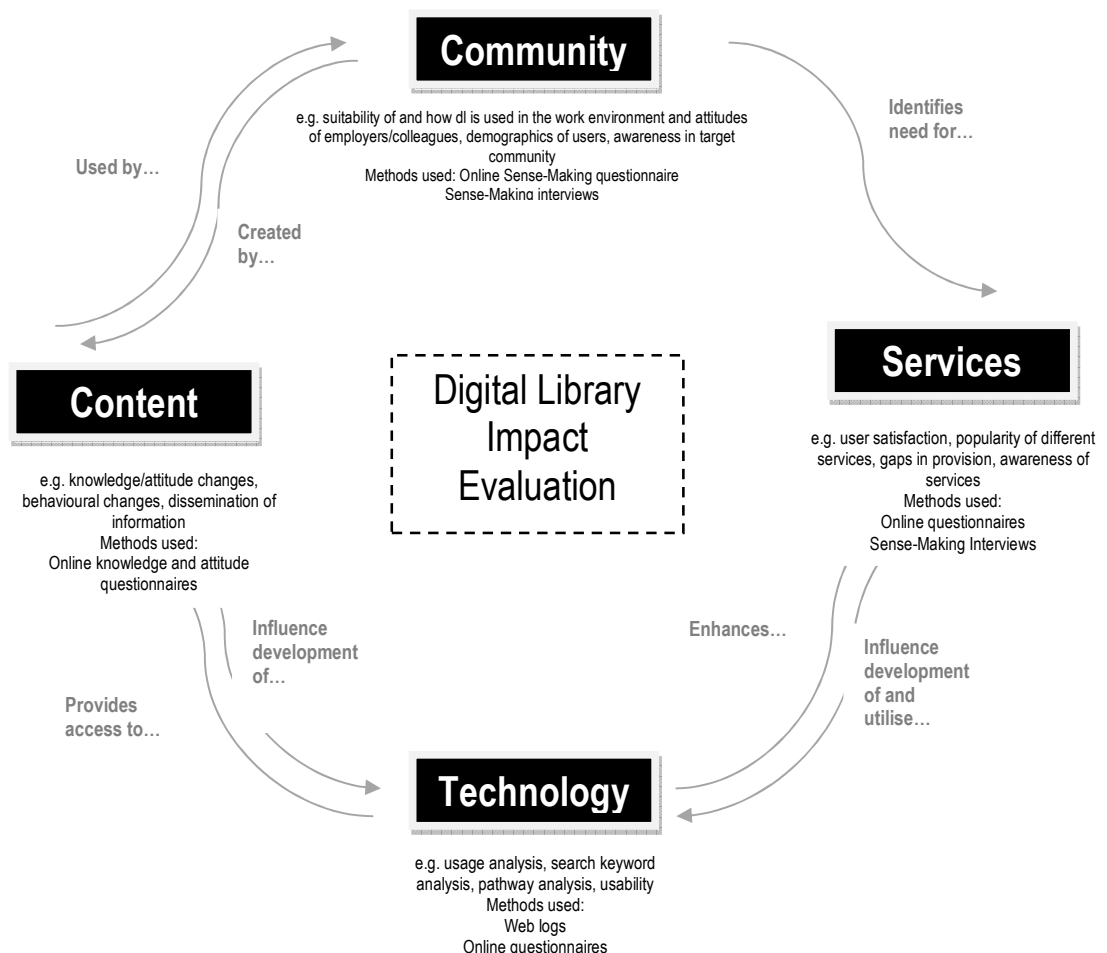 Community
e.g. suitability of and how dl is used in the work environment and attitudes
of employers/colleagues, demographics of users, awareness in target
community
Methods used: Online Sense-Making questionnaire
Sense-Making interviews
Identifies
need for…
Used by…
Created
by…
Services
e.g. user satisfaction, popularity of different
services, gaps in provision, awareness of
services
Methods used:
Online questionnaires
Sense-Making Interviews
Content
e.g. knowledge/attitude changes,
behavioural changes, dissemination of
information
Methods used:
Online knowledge and attitude
questionnaires
Digital Library
Impact
Evaluation
Influence
development
of…
Provides
access to…
Enhances…
Influence
development
of and
utilise…
Technology
e.g. usage analysis, search keyword
analysis, pathway analysis, usability
Methods used:
Web logs
Online questionnaires